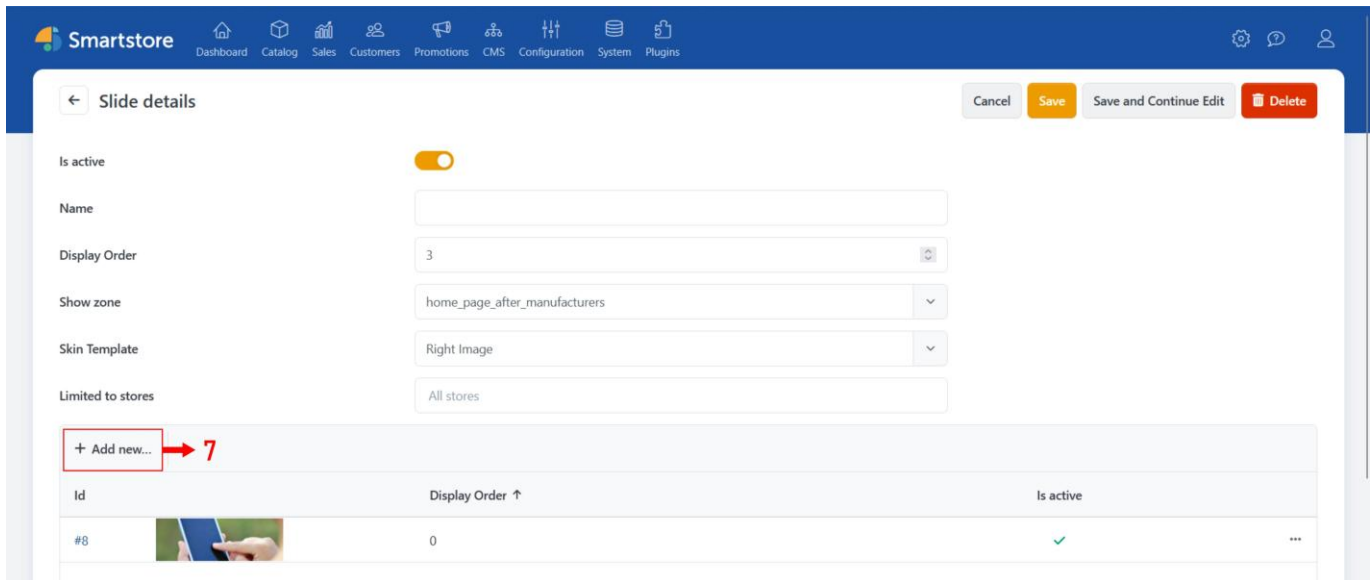 Smartstore
Dashboard Catalog Sales Customers Promotions CMS Configuration System Plugins
Slide details
Cancel Save Save and Continue Edit Delete
Is active
Name
Display Order 3
Show zone home_page_after_manufacturers
Skin Template Right Image
Limited to stores All stores
+ Add new... 7
Id Display Order ↑ Is active
#8 0